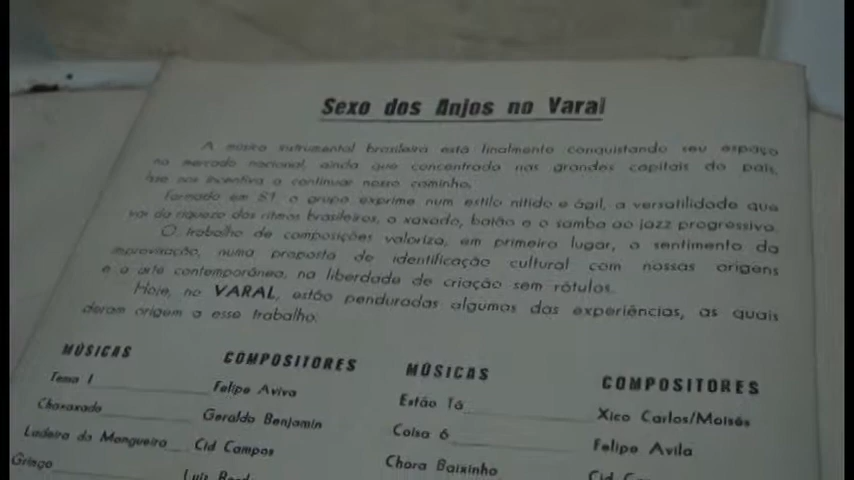 Sexo dos Anjos no Varal
A música instrumental brasileira está finalmente conquistando seu espaço
no mercado nacional, ainda que concentrada nas grandes capitais do país.
Isso nos incentiva a continuar nosso caminho.
Formado em 81, o grupo exprime num estilo nítido e ágil, a versatilidade que
vai da riqueza dos ritmos brasileiros, o xaxado, baião e o samba ao jazz progressivo.
O trabalho de composições valoriza, em primeiro lugar, o sentimento da
improvisação, numa proposta de identificação cultural com nossas origens
e a arte contemporânea, na liberdade de criação sem rótulos.
Hoje, no VARAL, estão penduradas algumas das experiências, as quais
deram origem a esse trabalho:
MÚSICAS COMPOSITORES
Tema I Felipe Aviva
Choxaxado Geraldo Benjamin
Ladeira da Mangueira Cid Campos
Gringo Luis
MÚSICAS COMPOSITORES
Estão Tá Xico Carlos/Moisés
Coisa 6 Felipe Avila
Chora Baixinho Cid